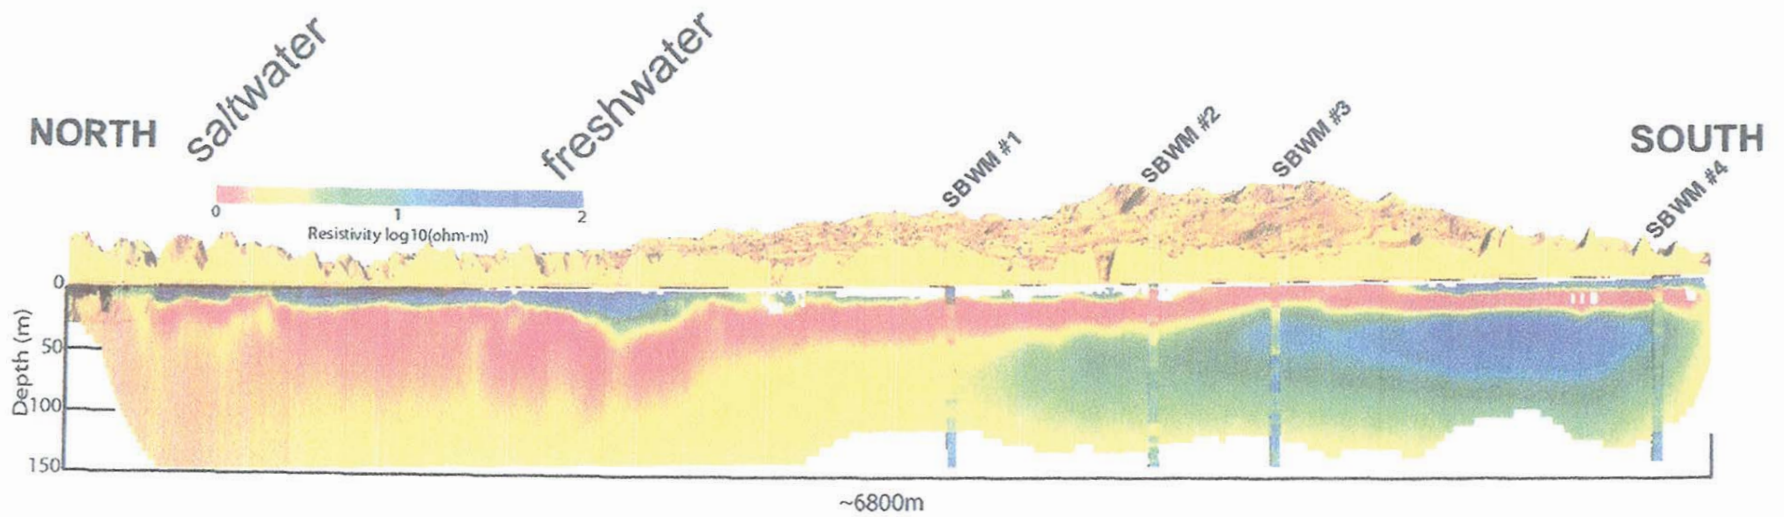 NORTH
saltwater
freshwater
SBWM #1
SBWM #2
SBWM #3
SBWM #4
SOUTH
0
1
2
Resistivity log10(ohm-m)
Depth (m)
0
50
100
150
~6800m